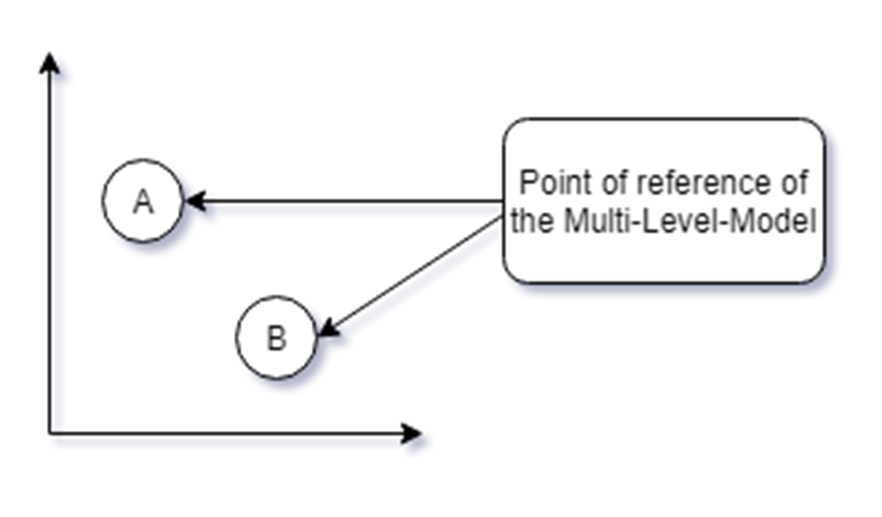 A
Point of reference of
the Multi-Level-Model
B